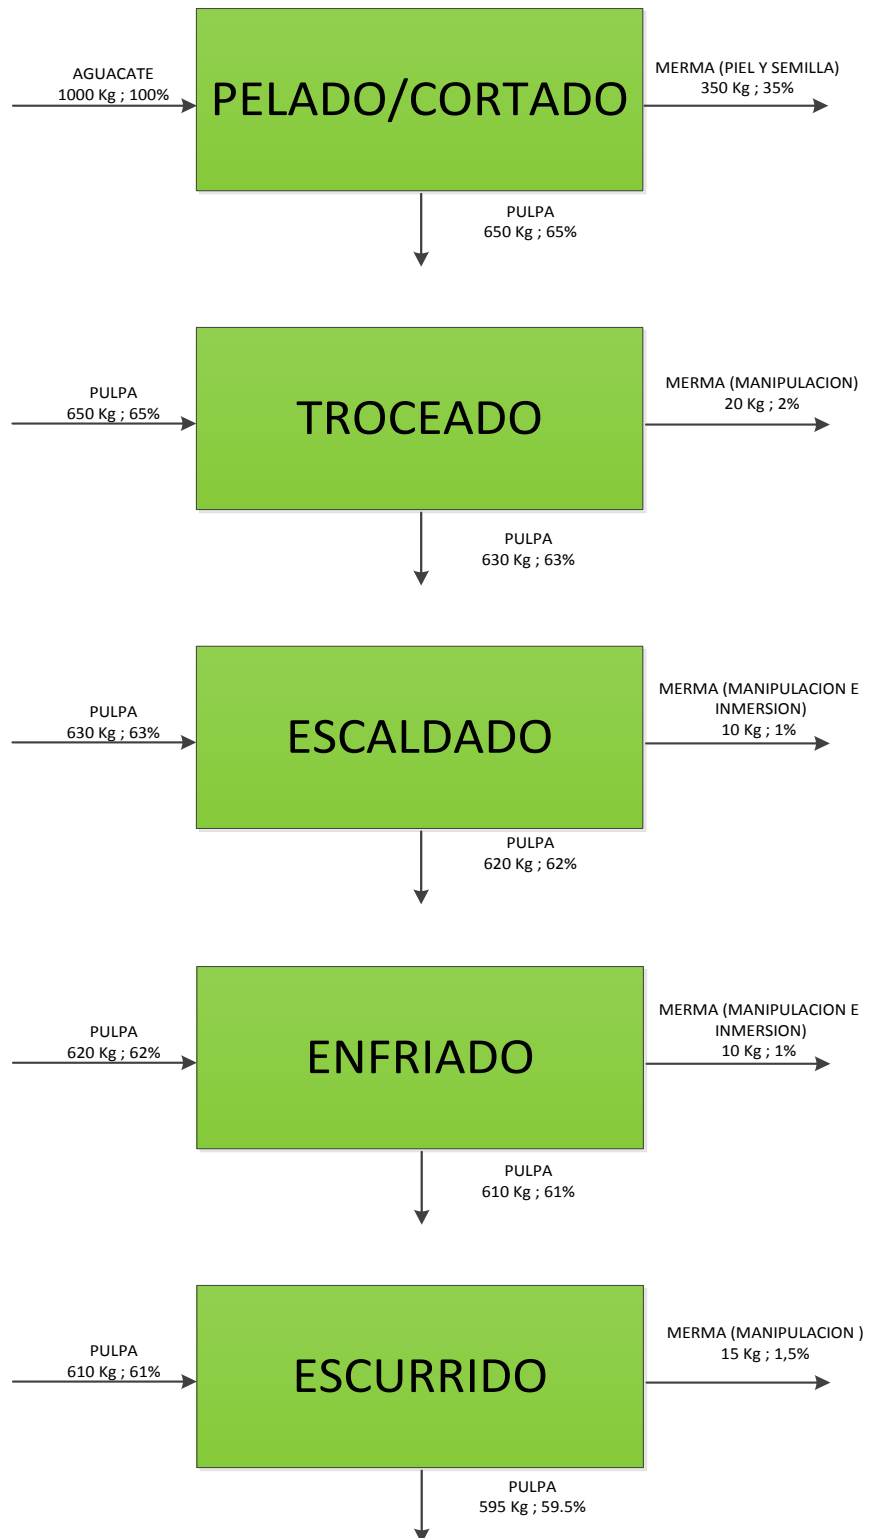 AGUACATE
1000 Kg ; 100%
PELADO/CORTADO
MERMA (PIEL Y SEMILLA)
350 Kg ; 35%
PULPA
650 Kg ; 65%
PULPA
650 Kg ; 65%
TROCEADO
MERMA (MANIPULACION)
20 Kg ; 2%
PULPA
630 Kg ; 63%
PULPA
630 Kg ; 63%
ESCALDADO
MERMA (MANIPULACION E
INMERSION)
10 Kg ; 1%
PULPA
620 Kg ; 62%
PULPA
620 Kg ; 62%
ENFRIADO
MERMA (MANIPULACION E
INMERSION)
10 Kg ; 1%
PULPA
610 Kg ; 61%
PULPA
610 Kg ; 61%
ESCURRIDO
MERMA (MANIPULACION )
15 Kg ; 1,5%
PULPA
595 Kg ; 59.5%